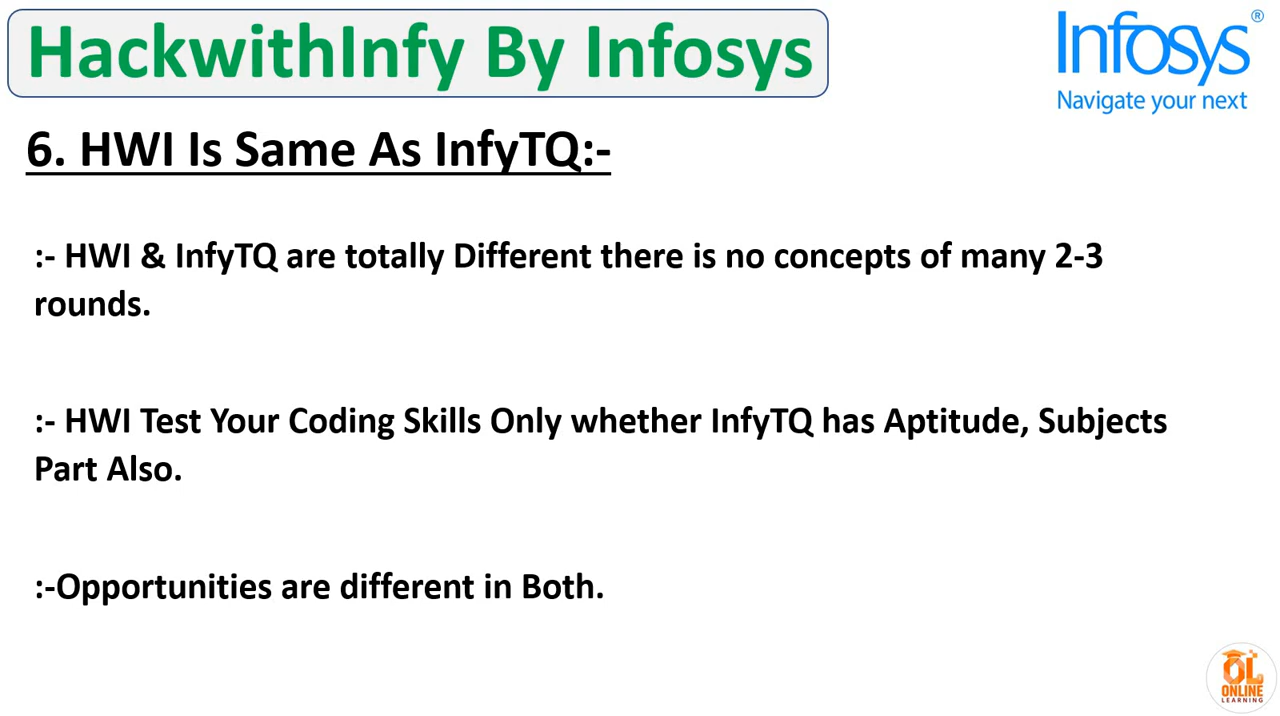 HackwithInfy By Infosys
Infosys®
Navigate your next
6. HWI Is Same As InfyTQ:-
:- HWI & InfyTQ are totally Different there is no concepts of many 2-3
rounds.
:- HWI Test Your Coding Skills Only whether InfyTQ has Aptitude, Subjects
Part Also.
:-Opportunities are different in Both.
OL
ONLINE
LEARNING